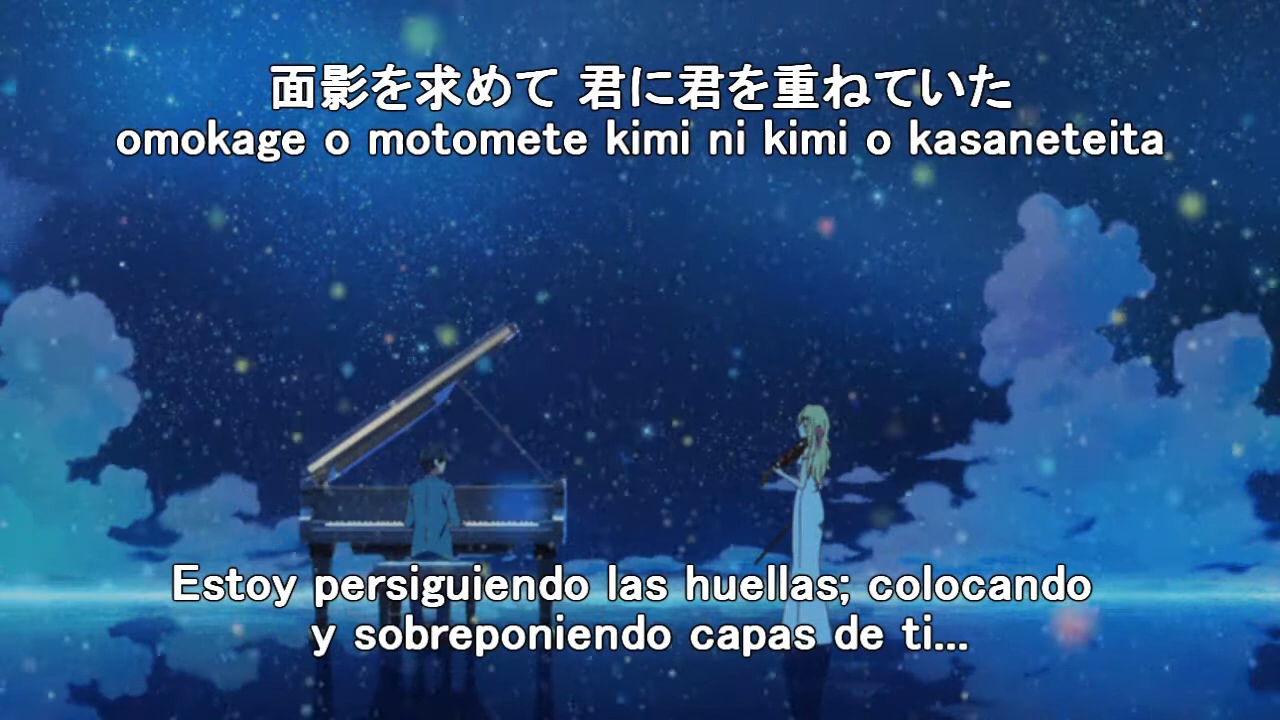 面影を求めて 君に君を重ねていた
omokage o motomete kimi ni kimi o kasaneteita
Estoy persiguiendo las huellas; colocando
y sobreponiendo capas de ti...